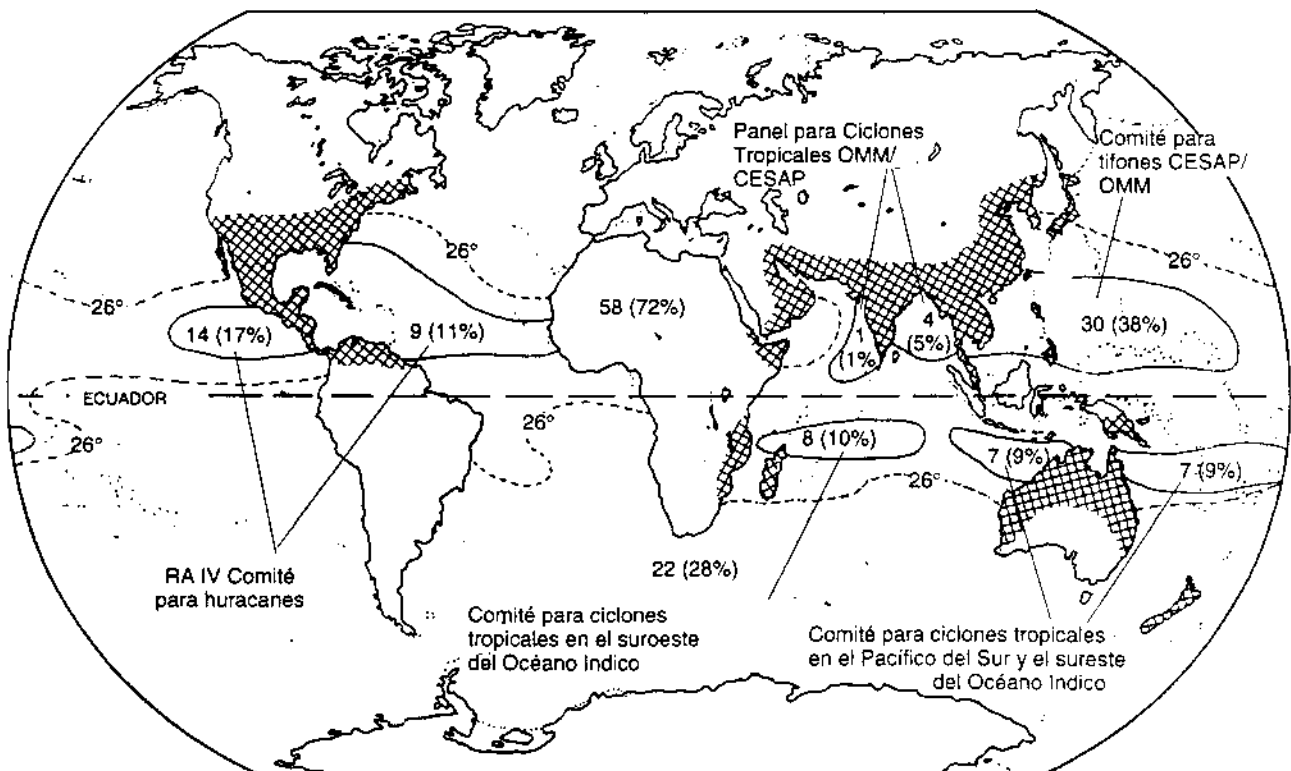 Panel para Ciclones
Tropicales OMM/
CESAP
Comité para
tifones CESAP/
OMM
26°
26°
26°
58 (72%)
14 (17%)
9 (11%)
1
(1%)
4
(5%)
30 (38%)
ECUADOR
26°
26°
8 (10%)
7 (9%)
7 (9%)
26°
22 (28%)
RA IV Comité
para huracanes
Comité para ciclones
tropicales en el suroeste
del Océano Indico
Comité para ciclones tropicales
en el Pacífico del Sur y el sureste
del Océano Indico